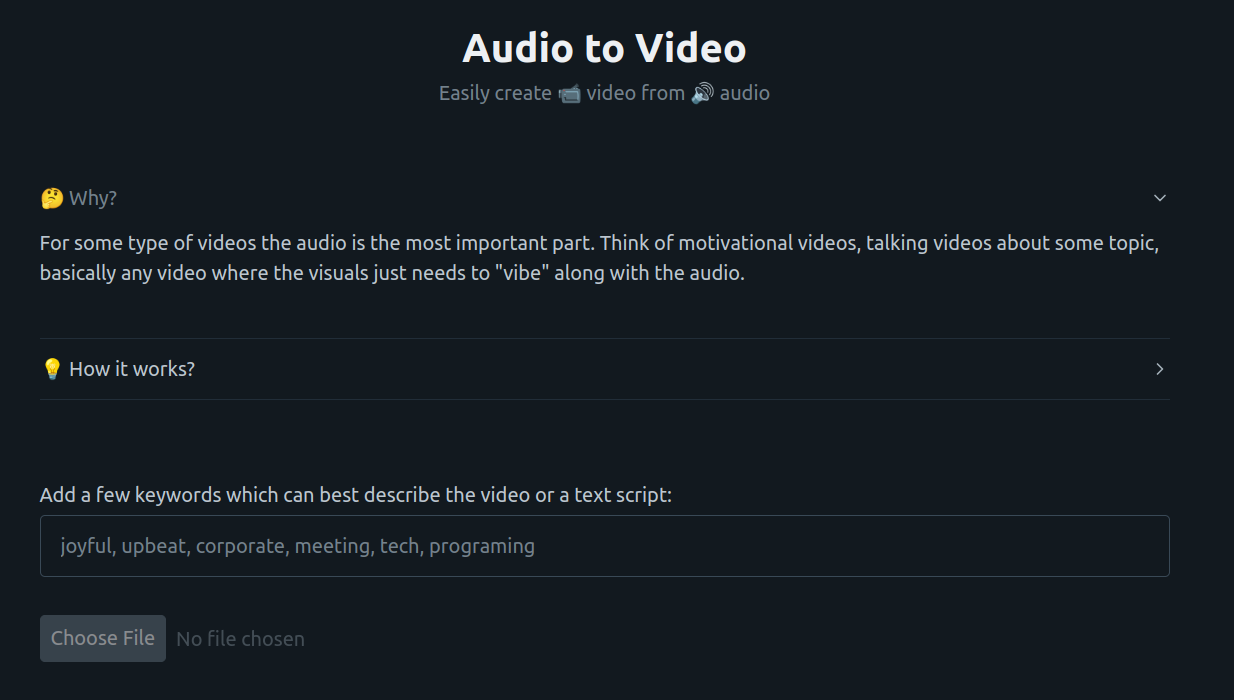 Audio to Video
Easily create 📹 video from 🔊 audio
🤔 Why?
For some type of videos the audio is the most important part. Think of motivational videos, talking videos about some topic,
basically any video where the visuals just needs to "vibe" along with the audio.
💡 How it works?
Add a few keywords which can best describe the video or a text script:
joyful, upbeat, corporate, meeting, tech, programing
Choose File No file chosen